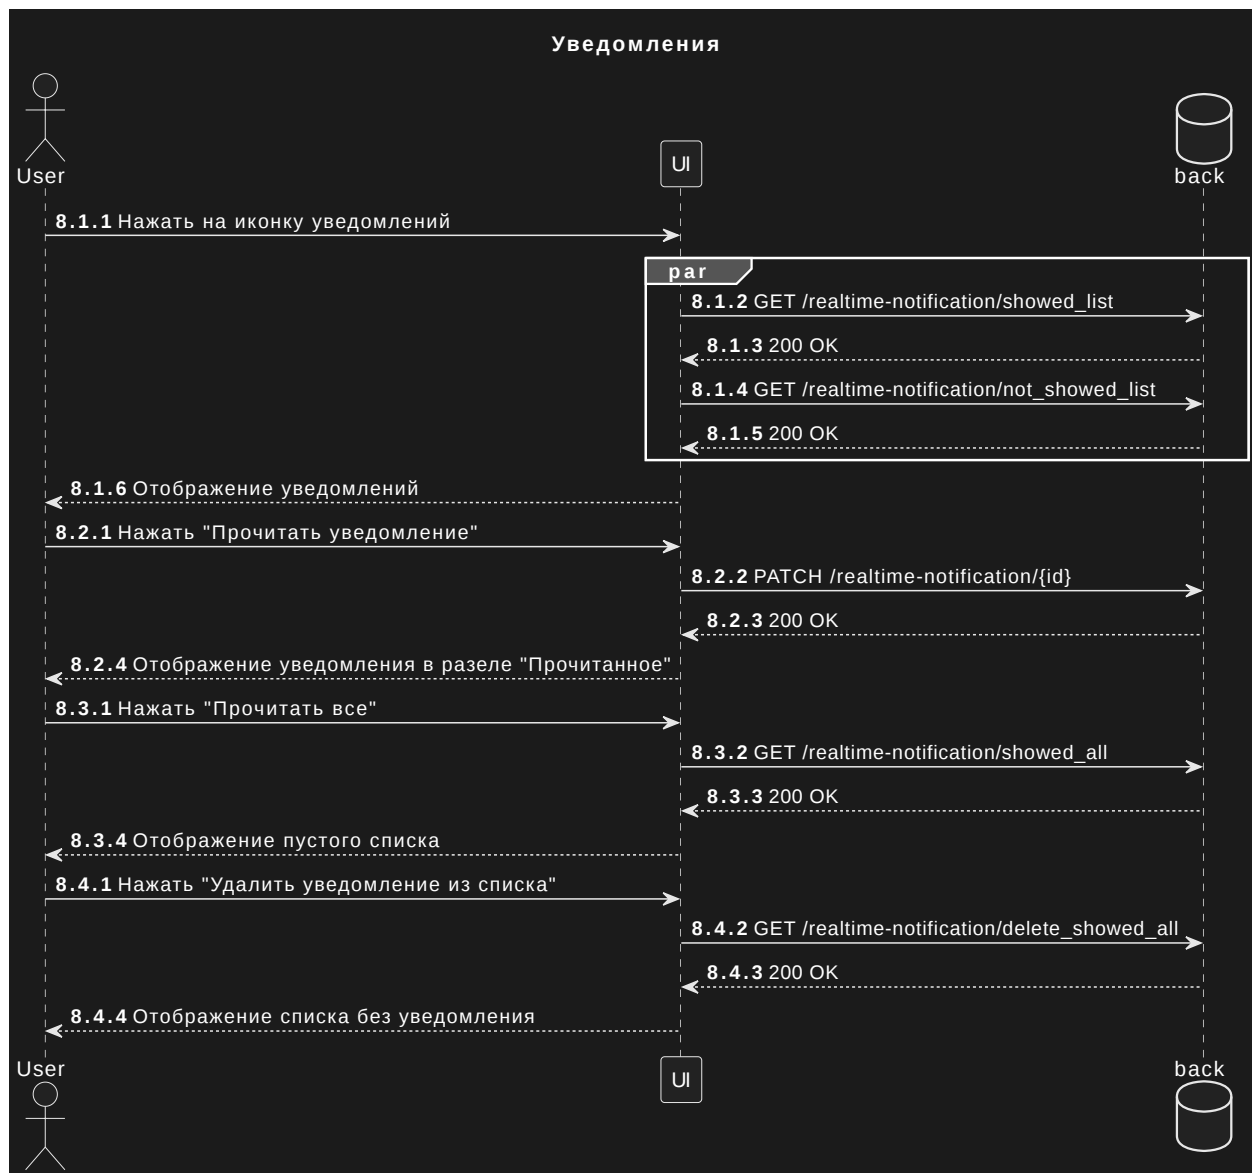 Уведомления
User
UI
back
8.1.1 Нажать на иконку уведомлений
par
8.1.2 GET /realtime-notification/showed_list
8.1.3 200 OK
8.1.4 GET /realtime-notification/not_showed_list
8.1.5 200 OK
8.1.6 Отображение уведомлений
8.2.1 Нажать "Прочитать уведомление"
8.2.2 PATCH /realtime-notification/{id}
8.2.3 200 OK
8.2.4 Отображение уведомления в разеле "Прочитанное"
8.3.1 Нажать "Прочитать все"
8.3.2 GET /realtime-notification/showed_all
8.3.3 200 OK
8.3.4 Отображение пустого списка
8.4.1 Нажать "Удалить уведомление из списка"
8.4.2 GET /realtime-notification/delete_showed_all
8.4.3 200 OK
8.4.4 Отображение списка без уведомления
User
UI
back